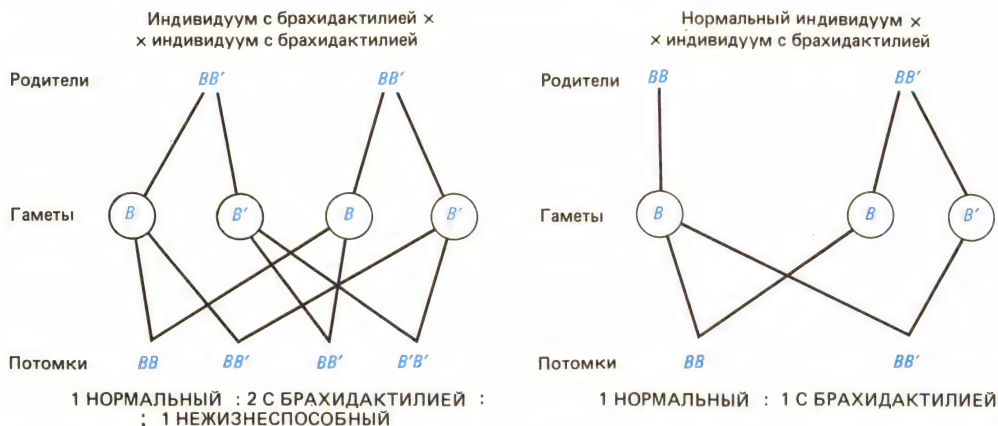 Индивидуум с брахидактилией ×
× индивидуум с брахидактилией
Родители BB' BB'
Гаметы B B' B B'
Потомки BB BB' BB' B'B'
1 НОРМАЛЬНЫЙ : 2 С БРАХИДАКТИЛИЕЙ :
: 1 НЕЖИЗНЕСПОСОБНЫЙ
Нормальный индивидуум ×
× индивидуум с брахидактилией
Родители BB BB'
Гаметы B B B'
Потомки BB BB'
1 НОРМАЛЬНЫЙ : 1 С БРАХИДАКТИЛИЕЙ